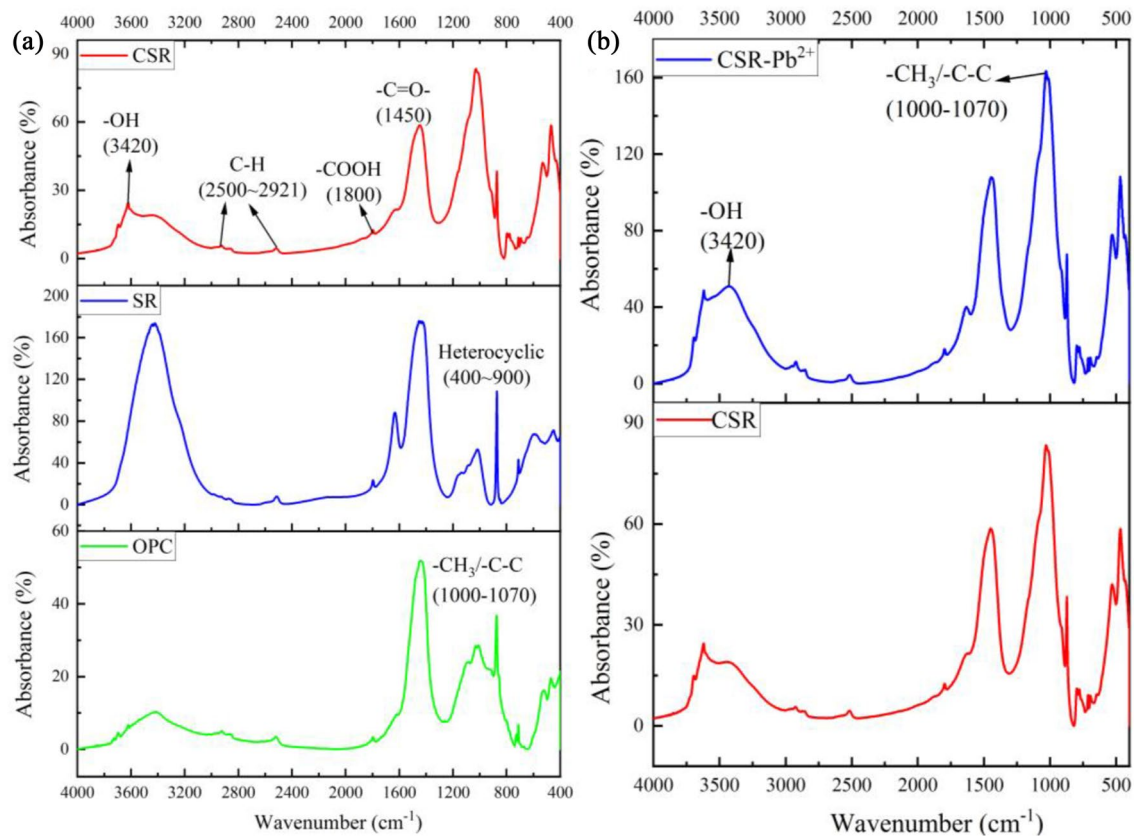 (a)
4000 3200 2400 1600 800
3600 2800 2000 1200 400
CSR
90
60
30
0
Absorbance (%)
-OH
(3420)
C-H
(2500~2921)
-COOH
(1800)
-C=O-
(1450)
SR
200
160
120
80
40
0
Absorbance (%)
Heterocyclic
(400~900)
OPC
60
40
20
0
Absorbance (%)
-CH₃/-C-C
(1000-1070)
4000 3600 3200 2800 2400 2000 1600 1200 800 400
Wavenumber (cm⁻¹)
(b)
4000 3500 3000 2500 2000 1500 1000 500
CSR-Pb²⁺
160
120
80
40
0
Absorbance (%)
-CH₃/-C-C
(1000-1070)
-OH
(3420)
CSR
90
60
30
0
Absorbance (%)
4000 3500 3000 2500 2000 1500 1000 500
Wavenumber (cm⁻¹)